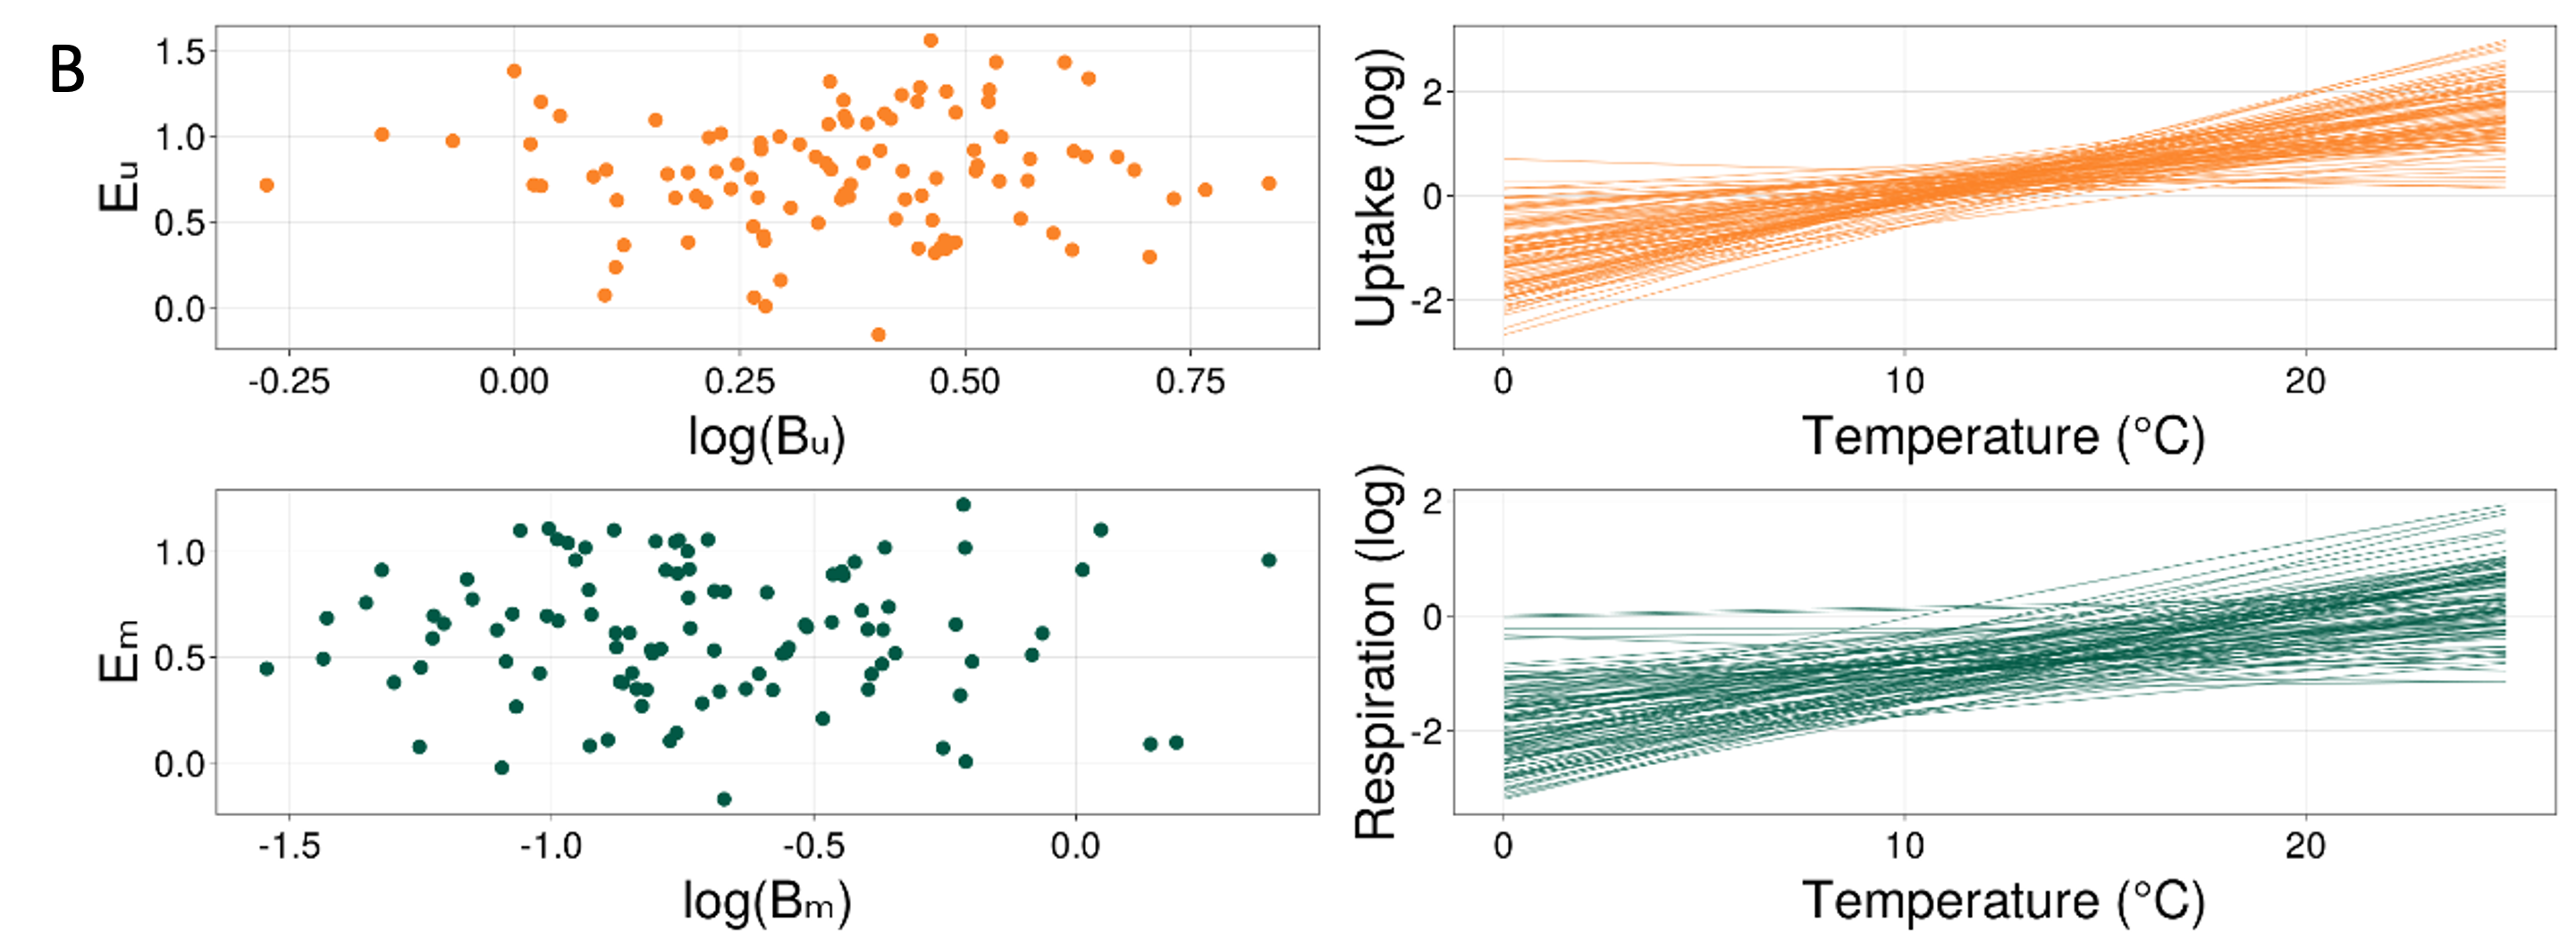 B
1.5
1.0
0.5
0.0
Eu
-0.25 0.00 0.25 0.50 0.75
log(Bu)
2
0
-2
Uptake (log)
0 10 20
Temperature (°C)
1.0
0.5
0.0
Em
-1.5 -1.0 -0.5 0.0
log(Bm)
2
0
-2
Respiration (log)
0 10 20
Temperature (°C)